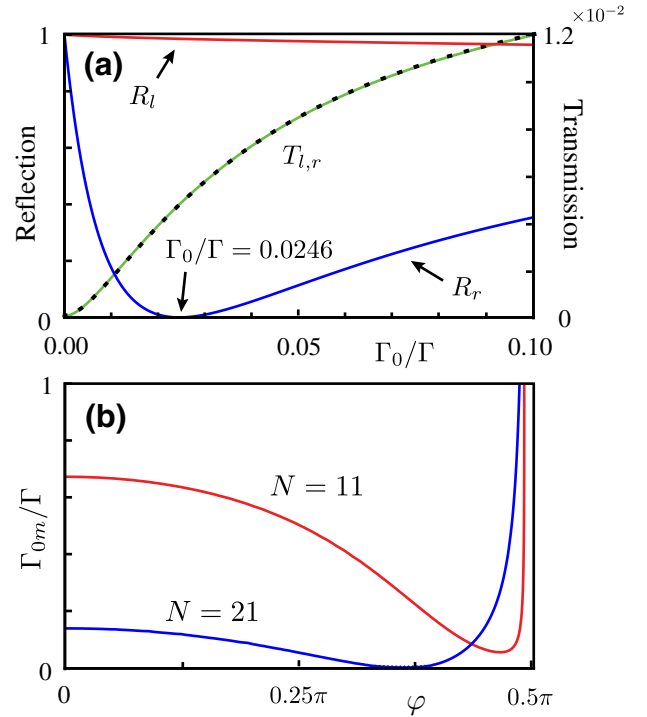 ×10⁻²
1
1.2
(a)
R_l
Reflection
Transmission
T_{l,r}
Γ₀/Γ = 0.0246
R_r
0
0
0.00
0.05
Γ₀/Γ
0.10
1
(b)
N = 11
Γ_{0m}/Γ
N = 21
0
0
0.25π
φ
0.5π